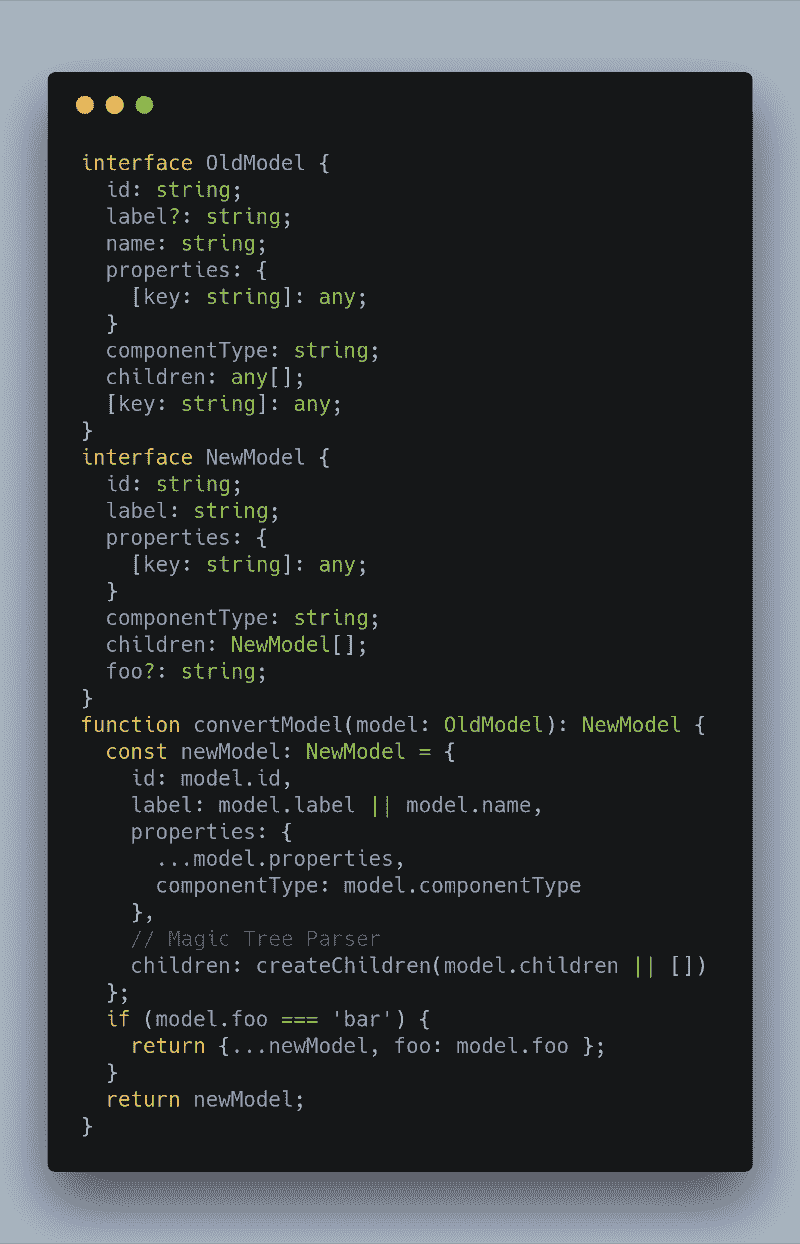 interface OldModel {
  id: string;
  label?: string;
  name: string;
  properties: {
    [key: string]: any;
  }
  componentType: string;
  children: any[];
  [key: string]: any;
}
interface NewModel {
  id: string;
  label: string;
  properties: {
    [key: string]: any;
  }
  componentType: string;
  children: NewModel[];
  foo?: string;
}
function convertModel(model: OldModel): NewModel {
  const newModel: NewModel = {
    id: model.id,
    label: model.label || model.name,
    properties: {
      ...model.properties,
      componentType: model.componentType
    },
    // Magic Tree Parser
    children: createChildren(model.children || [])
  };
  if (model.foo === 'bar') {
    return {...newModel, foo: model.foo };
  }
  return newModel;
}